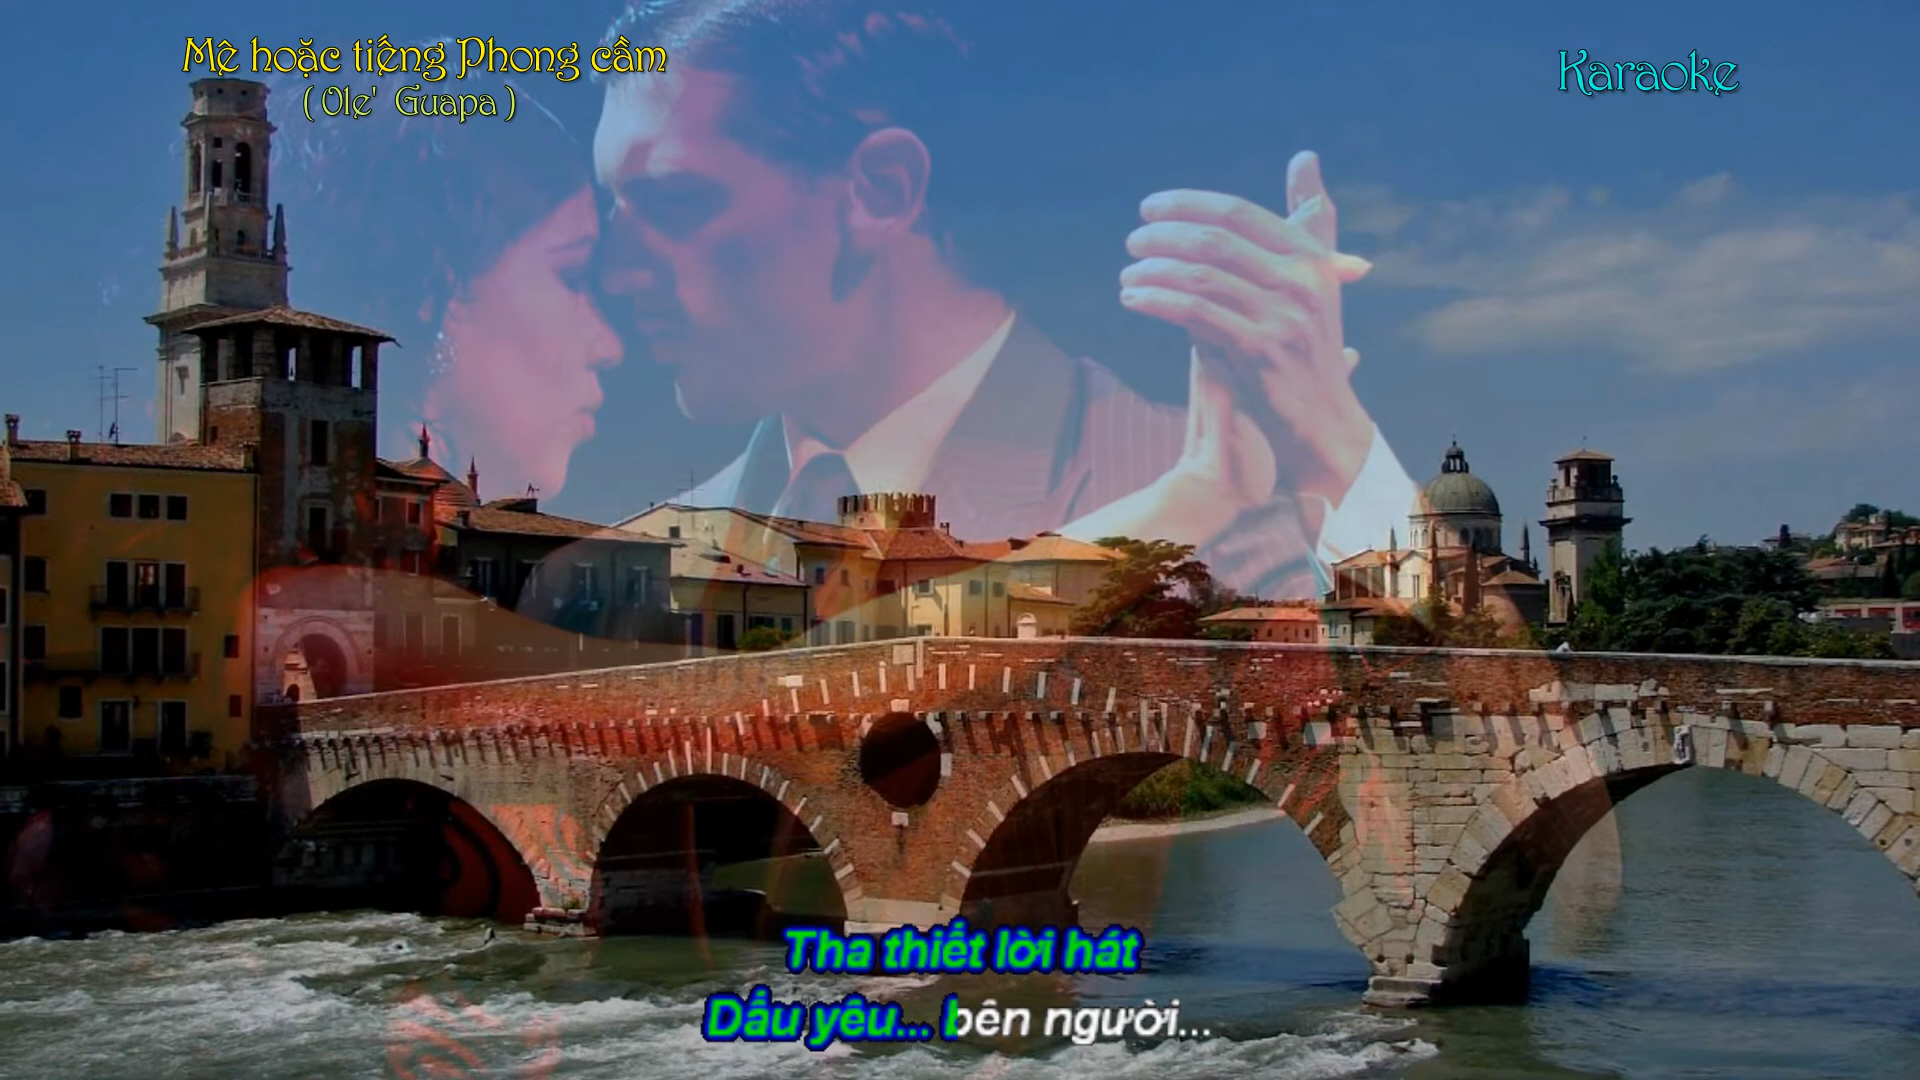 Mê hoặc tiếng Phong cầm
( Ole' Guapa )
Karaoke
Tha thiết lời hát
Dấu yêu... bên người...